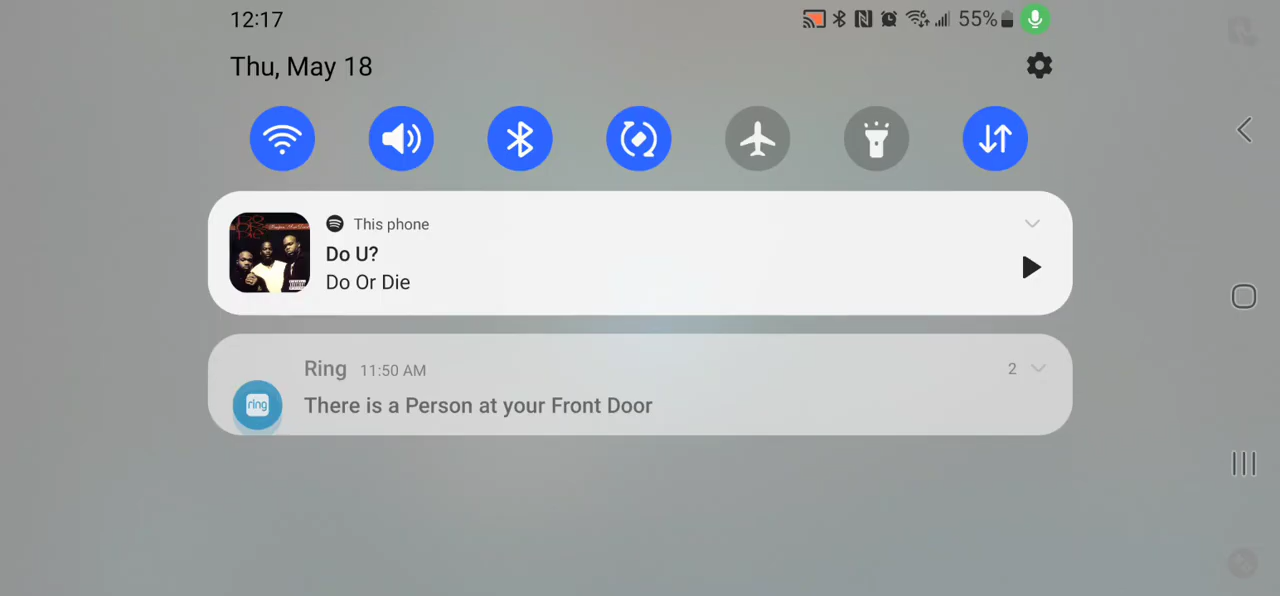 12:17
55%
Thu, May 18
This phone
Do U?
Do Or Die
Ring 11:50 AM
2
ring
There is a Person at your Front Door